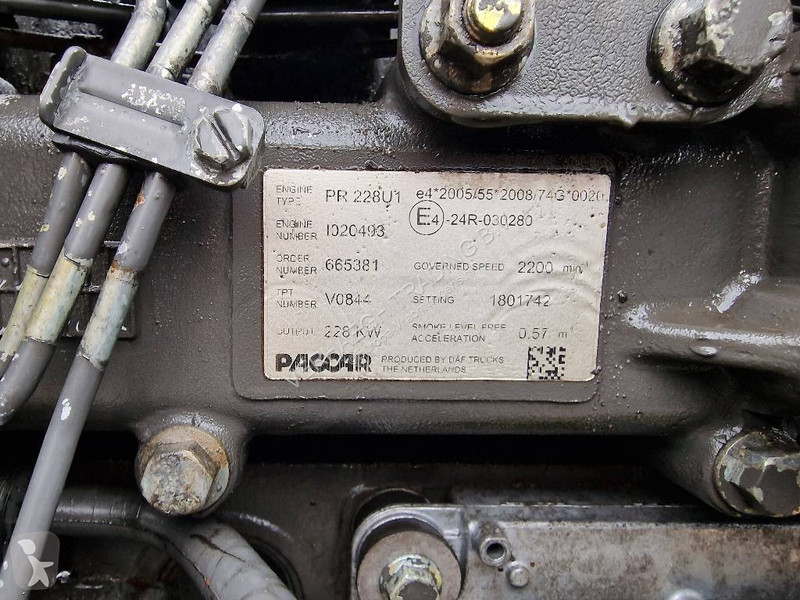 ENGINE TYPE PR 228U1 e4*2005/55*2008/74G*0020
ENGINE NUMBER I020493 E4 -24R-030280
ORDER NUMBER 665381 GOVERNED SPEED 2200 min
TPT NUMBER V0844 SETTING 1801742
OUTPUT 228 KW SMOKE LEVEL FREE ACCELERATION 0.57 m
PACCAR PRODUCED BY DAF TRUCKS
THE NETHERLANDS